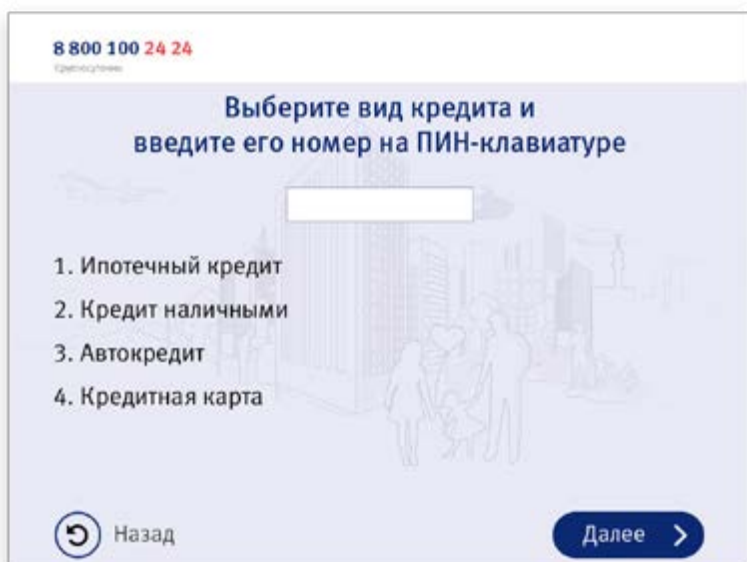 8 800 100 24 24
Круглосуточно
Выберите вид кредита и
введите его номер на ПИН-клавиатуре
1. Ипотечный кредит
2. Кредит наличными
3. Автокредит
4. Кредитная карта
Назад
Далее